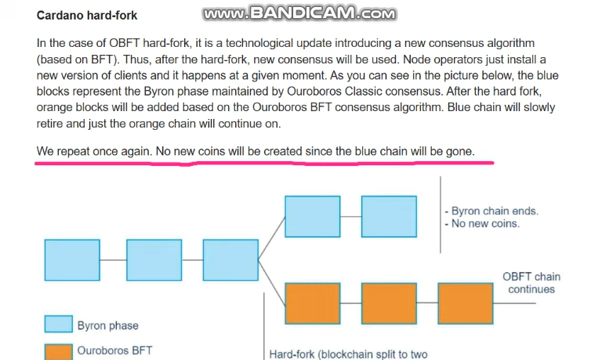 WWW.BANDICAM.COM
Cardano hard-fork
In the case of OBFT hard-fork, it is a technological update introducing a new consensus algorithm
(based on BFT). Thus, after the hard-fork, new consensus will be used. Node operators just install a
new version of clients and it happens at a given moment. As you can see in the picture below, the blue
blocks represent the Byron phase maintained by Ouroboros Classic consensus. After the hard fork,
orange blocks will be added based on the Ouroboros BFT consensus algorithm. Blue chain will slowly
retire and just the orange chain will continue on.
We repeat once again. No new coins will be created since the blue chain will be gone.
- Byron chain ends.
- No new coins.
OBFT chain
continues
Byron phase
Ouroboros BFT
Hard-fork (blockchain split to two